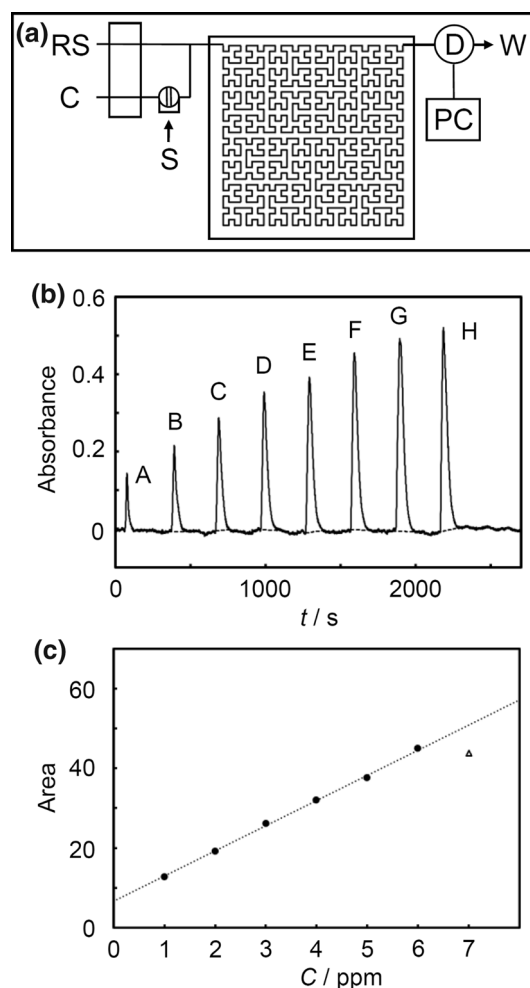 (a)
RS
C
S
D
W
PC
(b)
Absorbance
0.6
0.4
0.2
0
A
B
C
D
E
F
G
H
0 1000 2000
t / s
(c)
Area
60
40
20
0
0 1 2 3 4 5 6 7
C / ppm